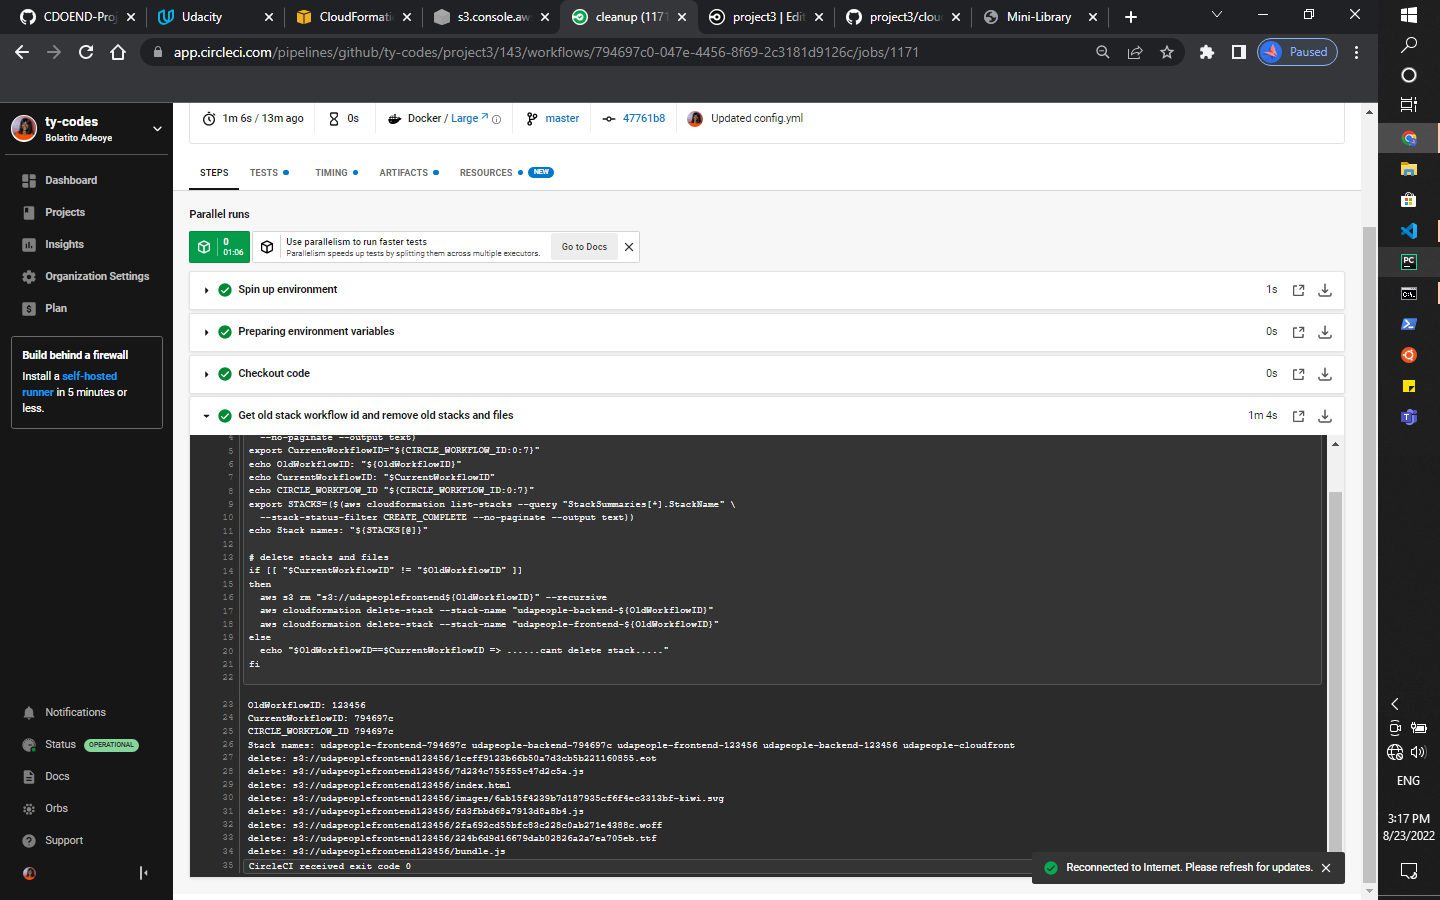 CDOEND-Proj
Udacity
CloudFormati
s3.console.aw
cleanup (1171
project3 | Edit
project3/clou
Mini-Library
app.circleci.com/pipelines/github/ty-codes/project3/143/workflows/794697c0-047e-4456-8f69-2c3181d9126c/jobs/1171
Paused
ty-codes
Bolatito Adeoye
Dashboard
Projects
Insights
Organization Settings
Plan
Build behind a firewall
Install a self-hosted
runner in 5 minutes or
less.
Notifications
Status OPERATIONAL
Docs
Orbs
Support
1m 6s / 13m ago
0s
Docker / Large
master
47761b8
Updated config.yml
STEPS
TESTS
TIMING
ARTIFACTS
RESOURCES
NEW
Parallel runs
0
01:06
Use parallelism to run faster tests
Parallelism speeds up tests by splitting them across multiple executors.
Go to Docs
Spin up environment 1s
Preparing environment variables 0s
Checkout code 0s
Get old stack workflow id and remove old stacks and files 1m 4s
4 --no-paginate --output text)
5 export CurrentWorkflowID="${CIRCLE_WORKFLOW_ID:0:7}"
6 echo OldWorkflowID: "${OldWorkflowID}"
7 echo CurrentWorkflowID: "$CurrentWorkflowID"
8 echo CIRCLE_WORKFLOW_ID "${CIRCLE_WORKFLOW_ID:0:7}"
9 export STACKS=($(aws cloudformation list-stacks --query "StackSummaries[*].StackName" \
10 --stack-status-filter CREATE_COMPLETE --no-paginate --output text))
11 echo Stack names: "${STACKS[@]}"
12
13 # delete stacks and files
14 if [[ "$CurrentWorkflowID" != "$OldWorkflowID" ]]
15 then
16 aws s3 rm "s3://udapeoplefrontend${OldWorkflowID}" --recursive
17 aws cloudformation delete-stack --stack-name "udapeople-backend-${OldWorkflowID}"
18 aws cloudformation delete-stack --stack-name "udapeople-frontend-${OldWorkflowID}"
19 else
20 echo "$OldWorkflowID==$CurrentWorkflowID => ......cant delete stack....."
21 fi
22
23 OldWorkflowID: 123456
24 CurrentWorkflowID: 794697c
25 CIRCLE_WORKFLOW_ID 794697c
26 Stack names: udapeople-frontend-794697c udapeople-backend-794697c udapeople-frontend-123456 udapeople-backend-123456 udapeople-cloudfront
27 delete: s3://udapeoplefrontend123456/1ceff9123b66b50a7d3cb5b221160855.eot
28 delete: s3://udapeoplefrontend123456/7d234c755f55c47d2c5a.js
29 delete: s3://udapeoplefrontend123456/index.html
30 delete: s3://udapeoplefrontend123456/images/6ab15f4239b7d187935cf6f4ec3313bf-kiwi.svg
31 delete: s3://udapeoplefrontend123456/fd3fbbd68a7913d8a8b4.js
32 delete: s3://udapeoplefrontend123456/2fa692cd55bfc83c228c0ab271e4388c.woff
33 delete: s3://udapeoplefrontend123456/224b6d9d16679dab02826a2a7ea705eb.ttf
34 delete: s3://udapeoplefrontend123456/bundle.js
35 CircleCI received exit code 0
Reconnected to Internet. Please refresh for updates.
ENG
3:17 PM
8/23/2022